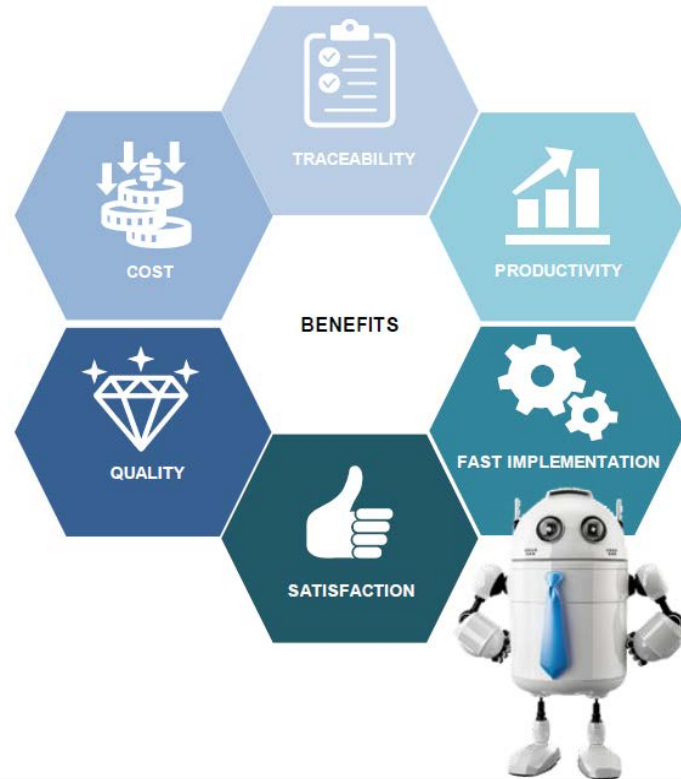 TRACEABILITY
COST
PRODUCTIVITY
BENEFITS
QUALITY
FAST IMPLEMENTATION
SATISFACTION